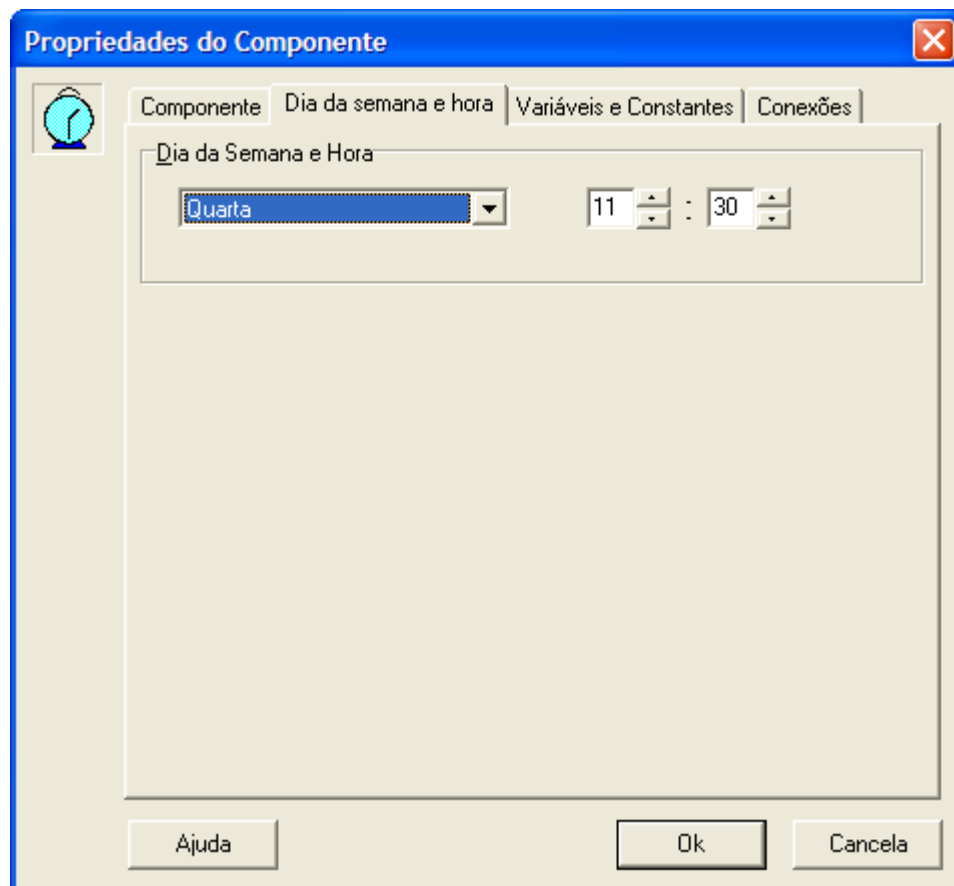 Propriedades do Componente
Componente Dia da semana e hora Variáveis e Constantes Conexões
Dia da Semana e Hora
Quarta 11 : 30
Ajuda Ok Cancela